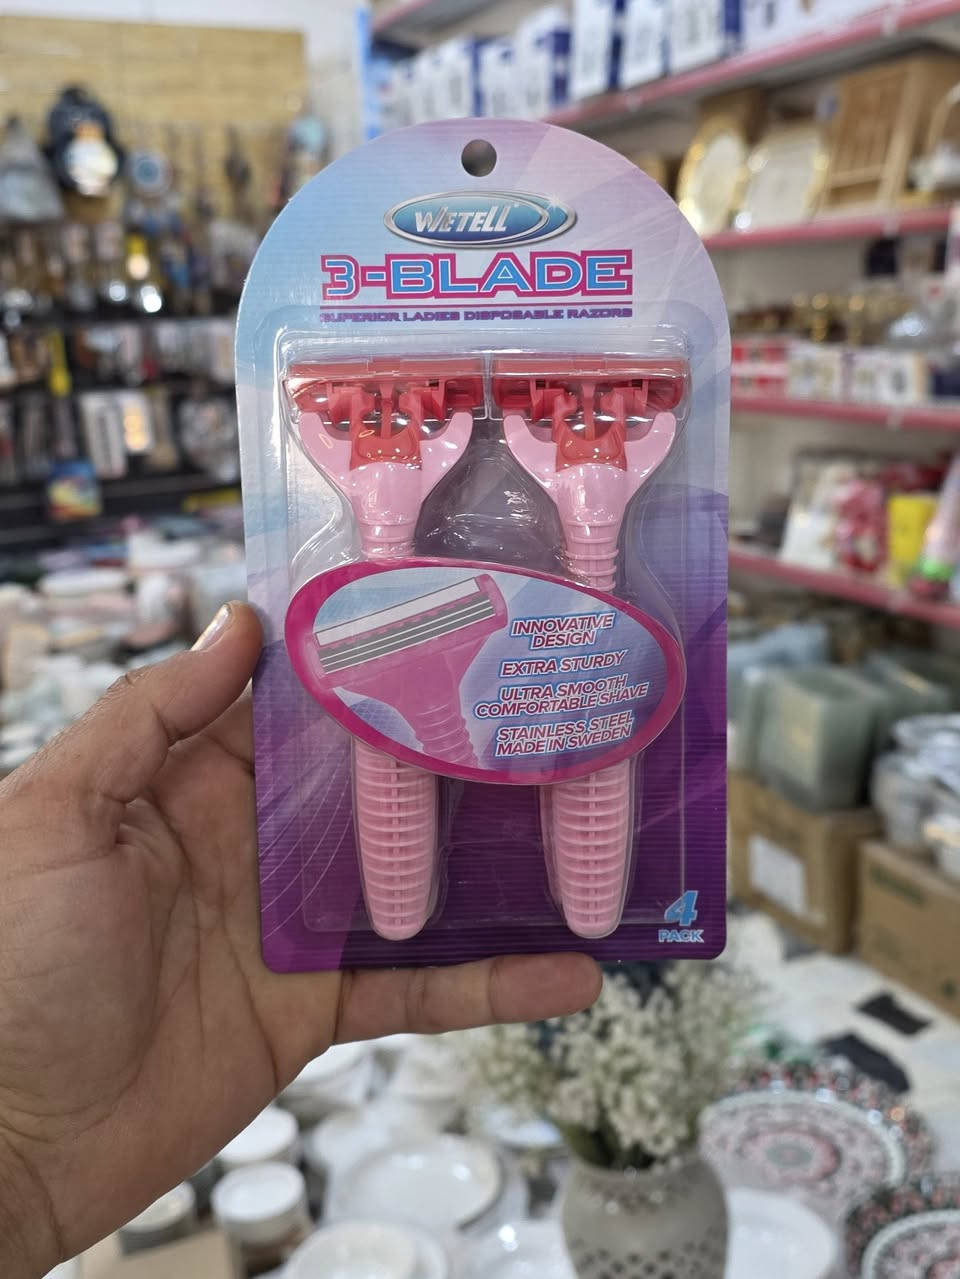 WETELL
3-BLADE
SUPERIOR LADIES DISPOSABLE RAZORS
INNOVATIVE
DESIGN
EXTRA STURDY
ULTRA SMOOTH
COMFORTABLE SHAVE
STAINLESS STEEL
MADE IN SWEDEN
4
PACK